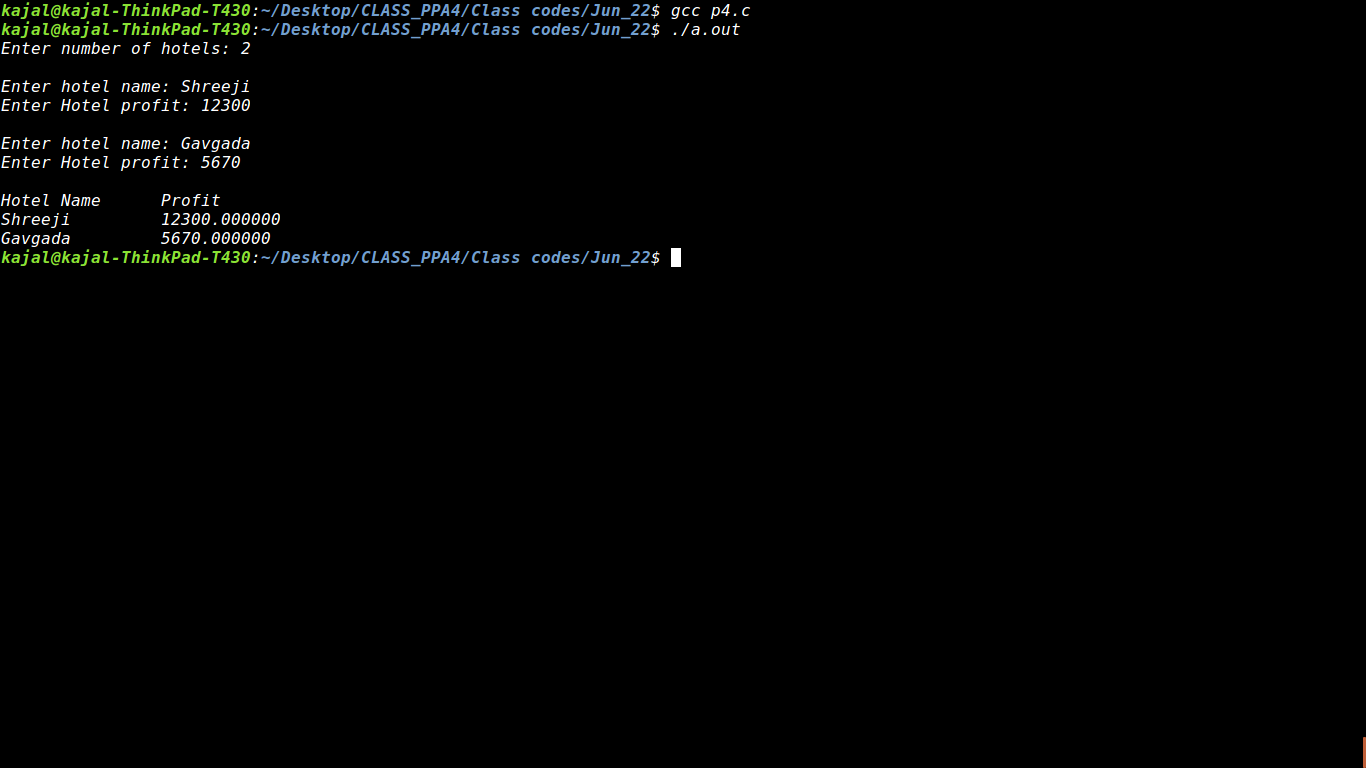 kajal@kajal-ThinkPad-T430:~/Desktop/CLASS_PPA4/Class codes/Jun_22$ gcc p4.c
kajal@kajal-ThinkPad-T430:~/Desktop/CLASS_PPA4/Class codes/Jun_22$ ./a.out
Enter number of hotels: 2
Enter hotel name: Shreeji
Enter Hotel profit: 12300
Enter hotel name: Gavgada
Enter Hotel profit: 5670
Hotel Name      Profit
Shreeji         12300.000000
Gavgada         5670.000000
kajal@kajal-ThinkPad-T430:~/Desktop/CLASS_PPA4/Class codes/Jun_22$